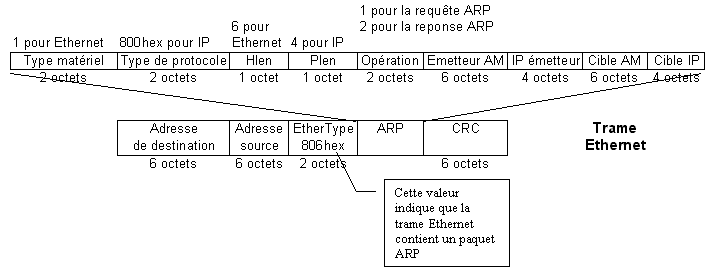 1 pour la requête ARP
2 pour la reponse ARP
6 pour
Ethernet
1 pour Ethernet
800hex pour IP
4 pour IP
Type matériel
Type de protocole
Hlen
Plen
Opération
Emetteur AM
IP émetteur
Cible AM
Cible IP
2 octets
2 octets
1 octet
1 octet
2 octets
6 octets
4 octets
6 octets
4 octets
Adresse
de destination
Adresse
source
EtherType
806hex
ARP
CRC
Trame
Ethernet
6 octets
6 octets
2 octets
6 octets
Cette valeur
indique que la
trame Ethernet
contient un paquet
ARP